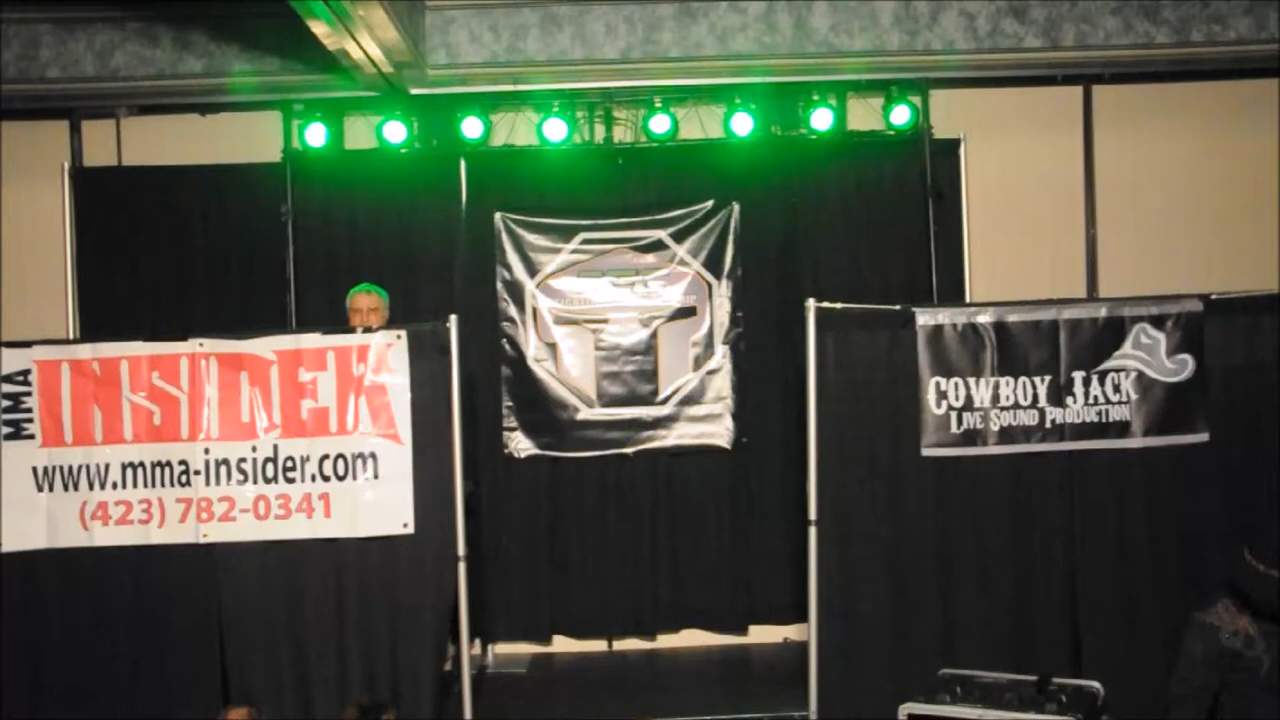 MMA
INSIDER
www.mma-insider.com
(423) 782-0341
COWBOY JACK
LIVE SOUND PRODUCTION